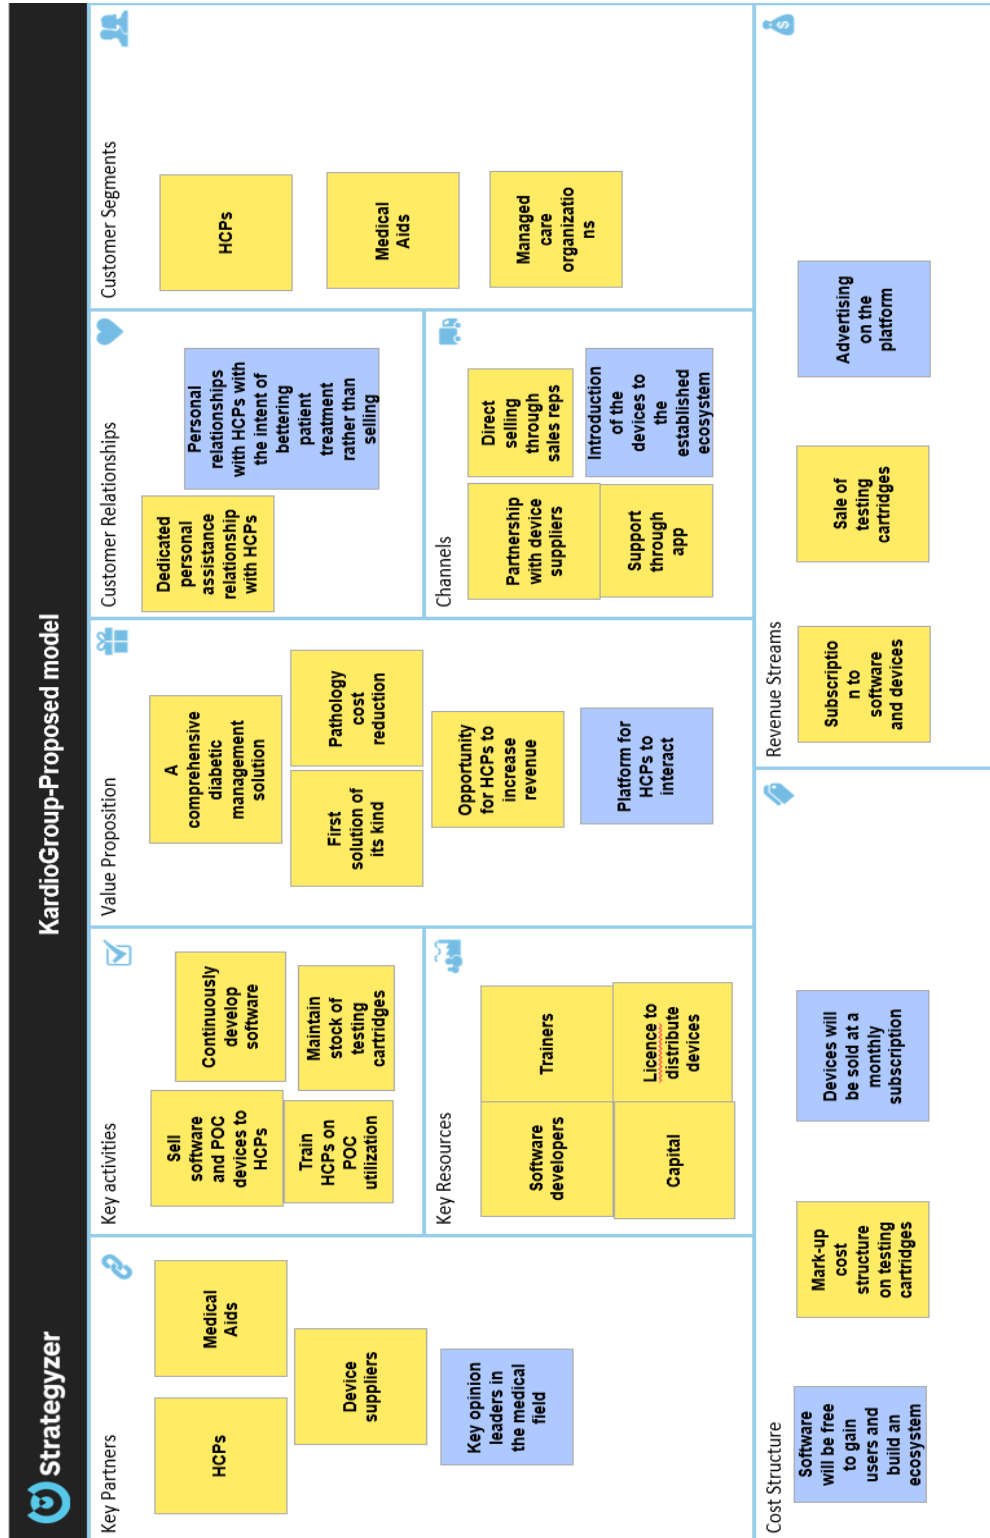 Strategyzer
KardioGroup-Proposed model
Key Partners
HCPs
Medical
Aids
Device
suppliers
Key opinion
leaders in
the medical
field
Key activities
Sell
software
and POC
devices to
HCPs
Continuously
develop
software
Train
HCPs on
POC
utilization
Maintain
stock of
testing
cartridges
Key Resources
Software
developers
Trainers
Capital
Licence to
distribute
devices
Value Proposition
A
comprehensive
diabetic
management
solution
First
solution of
its kind
Pathology
cost
reduction
Opportunity
for HCPs to
increase
revenue
Platform for
HCPs to
interact
Customer Relationships
Dedicated
personal
assistance
relationship
with HCPs
Personal
relationships
with HCPs with
the intent of
bettering
patient
treatment
rather than
selling
Channels
Partnership
with device
suppliers
Direct
selling
through
sales reps
Support
through
app
Introduction
of the
devices to
the
established
ecosystem
Customer Segments
HCPs
Medical
Aids
Managed
care
organizatio
ns
Cost Structure
Software
will be free
to gain
users and
build an
ecosystem
Mark-up
cost
structure
on testing
cartridges
Devices will
be sold at a
monthly
subscription
Revenue Streams
Subscriptio
n to
software
and devices
Sale of
testing
cartridges
Advertising
on the
platform